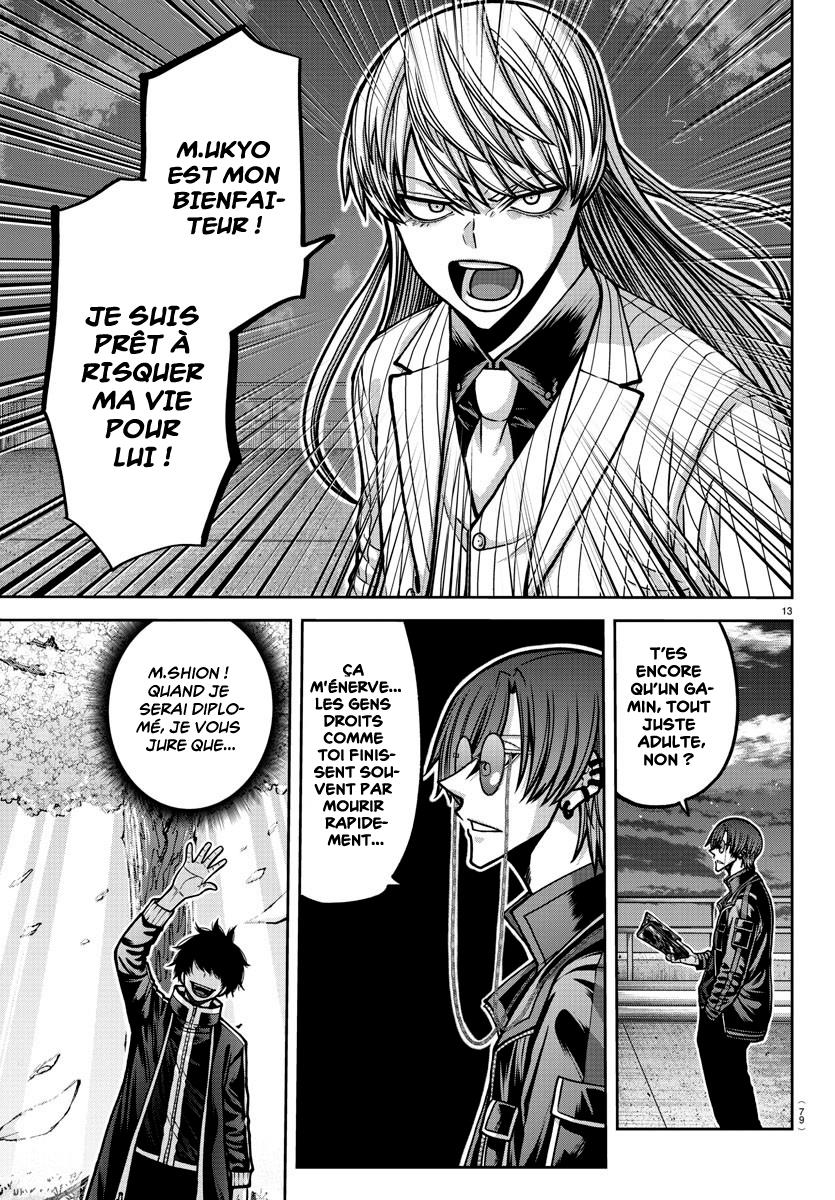 M.UKYO
EST MON
BIENFAI-
TEUR !
JE SUIS
PRÊT À
RISQUER
MA VIE
POUR
LUI !
13
T'ES
ENCORE
QU'UN GA-
MIN, TOUT
JUSTE
ADULTE,
NON ?
ÇA
M'ÉNERVE...
LES GENS
DROITS
COMME
TOI FINIS-
SENT SOU-
VENT PAR
MOURIR
RAPIDE-
MENT...
M.SHION !
QUAND JE
SERAI DIPLO-
MÉ, JE VOUS
JURE QUE...
(79)